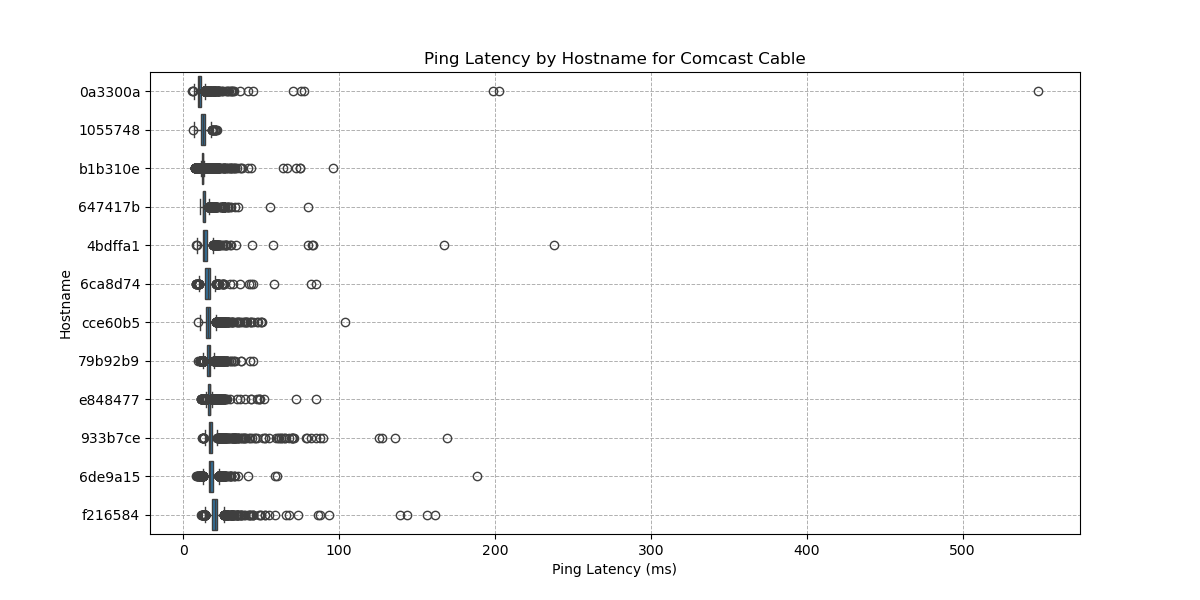 Ping Latency by Hostname for Comcast Cable
Hostname
0a3300a
1055748
b1b310e
647417b
4bdffa1
6ca8d74
cce60b5
79b92b9
e848477
933b7ce
6de9a15
f216584
0 100 200 300 400 500
Ping Latency (ms)